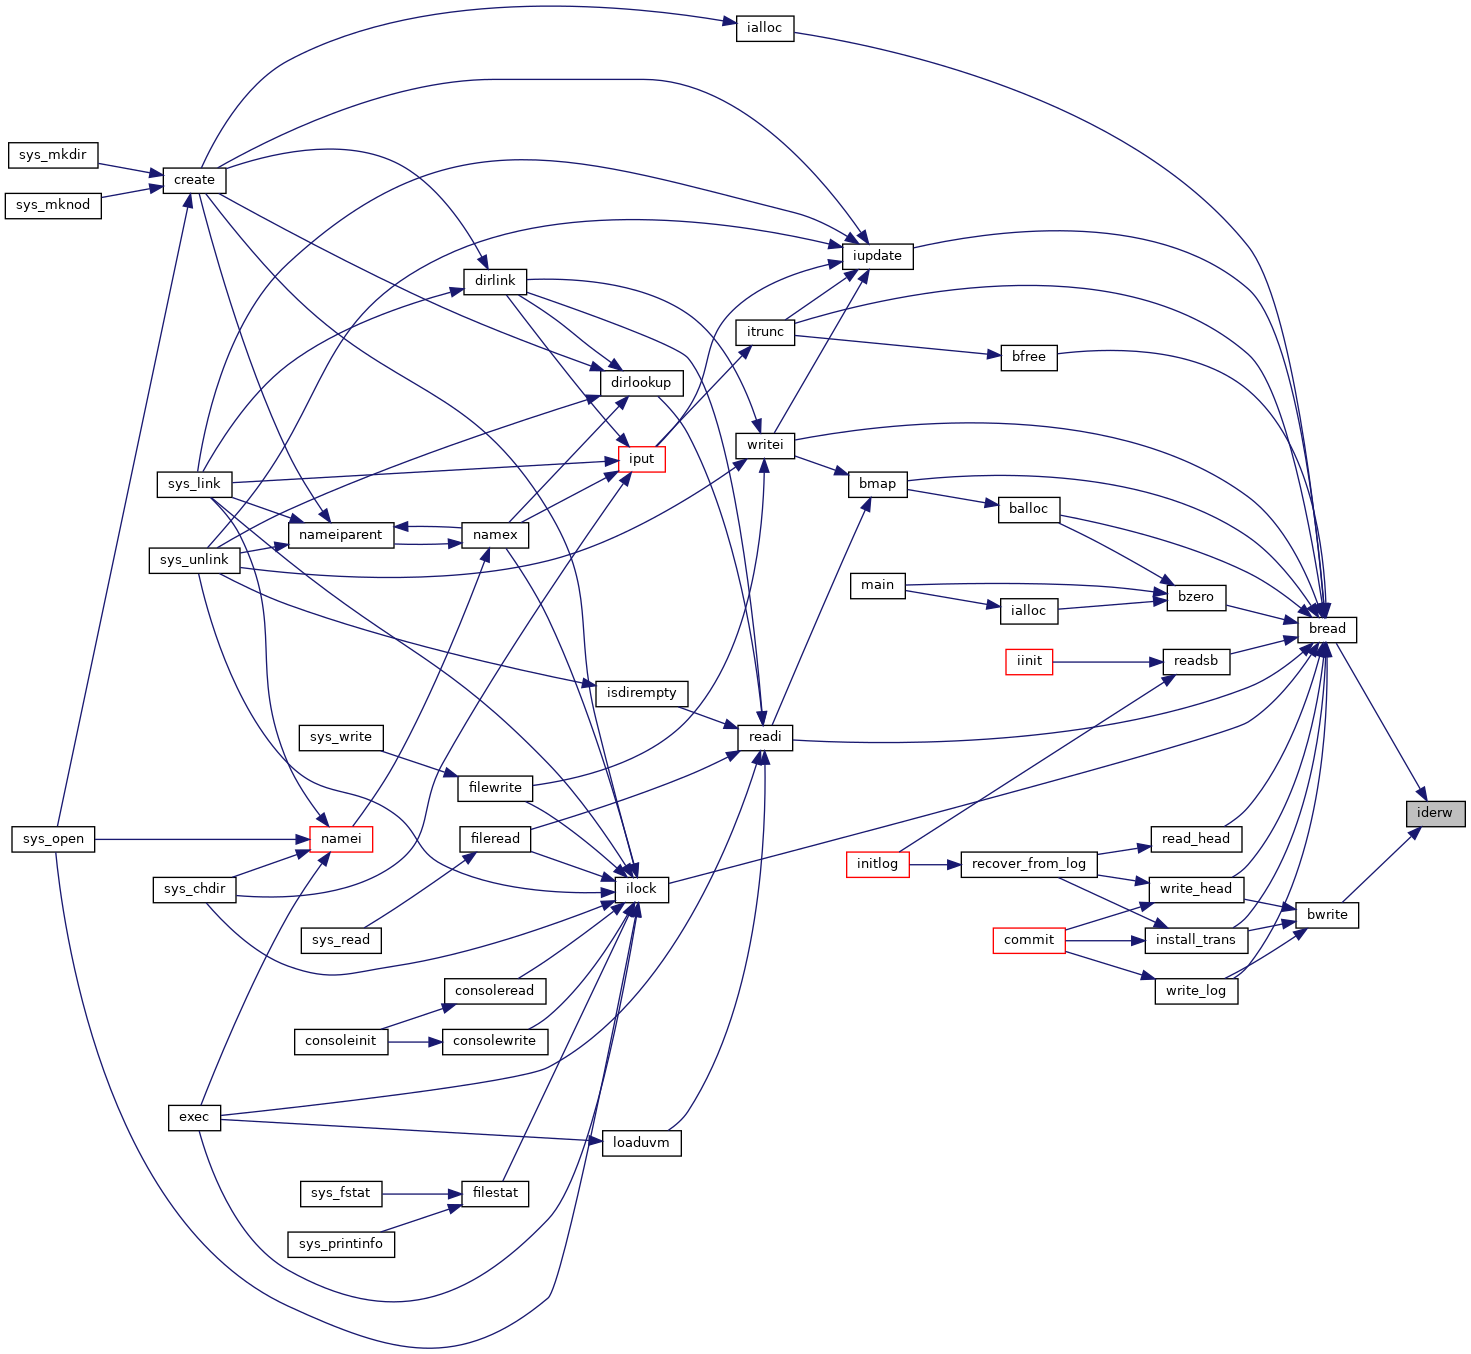 ialloc
sys_mkdir
create
sys_mknod
iupdate
dirlink
itrunc
bfree
dirlookup
writei
iput
sys_link
bmap
balloc
nameiparent
namex
sys_unlink
main
bzero
ialloc
bread
iinit
readsb
isdirempty
sys_write
readi
filewrite
iderw
sys_open
namei
fileread
read_head
initlog
recover_from_log
sys_chdir
ilock
write_head
bwrite
sys_read
commit
install_trans
consoleread
write_log
consoleinit
consolewrite
exec
loaduvm
sys_fstat
filestat
sys_printinfo